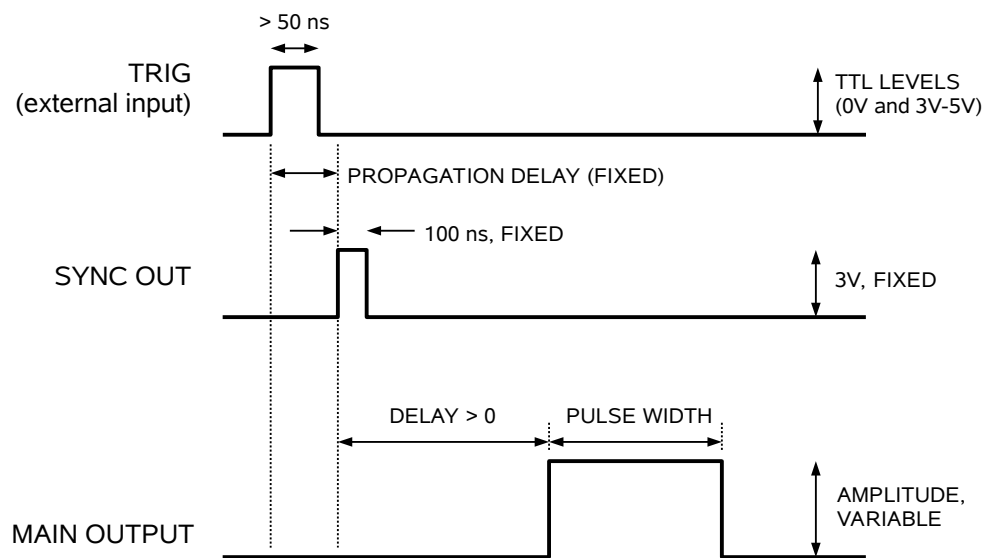 > 50 ns
TRIG
(external input)
TTL LEVELS
(0V and 3V-5V)
PROPAGATION DELAY (FIXED)
100 ns, FIXED
SYNC OUT
3V, FIXED
DELAY > 0
PULSE WIDTH
MAIN OUTPUT
AMPLITUDE,
VARIABLE